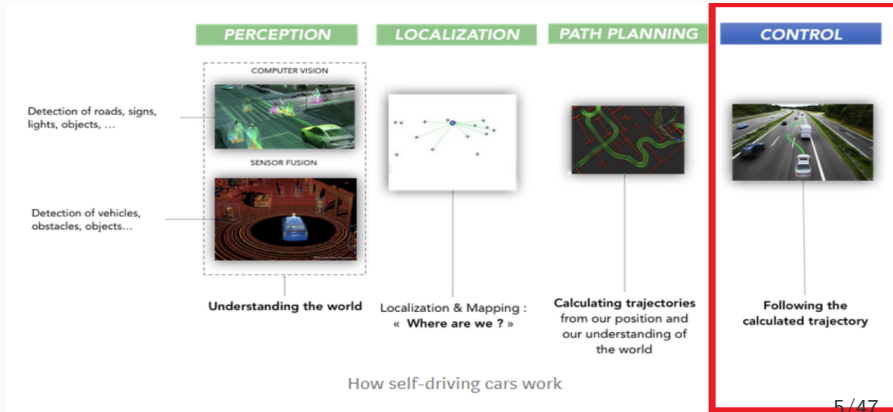 PERCEPTION
LOCALIZATION
PATH PLANNING
CONTROL
COMPUTER VISION
Detection of roads, signs,
lights, objects, ...
SENSOR FUSION
Detection of vehicles,
obstacles, objects...
Understanding the world
Localization & Mapping :
« Where are we ? »
Calculating trajectories
from our position and
our understanding of
the world
Following the
calculated trajectory
How self-driving cars work
5/47